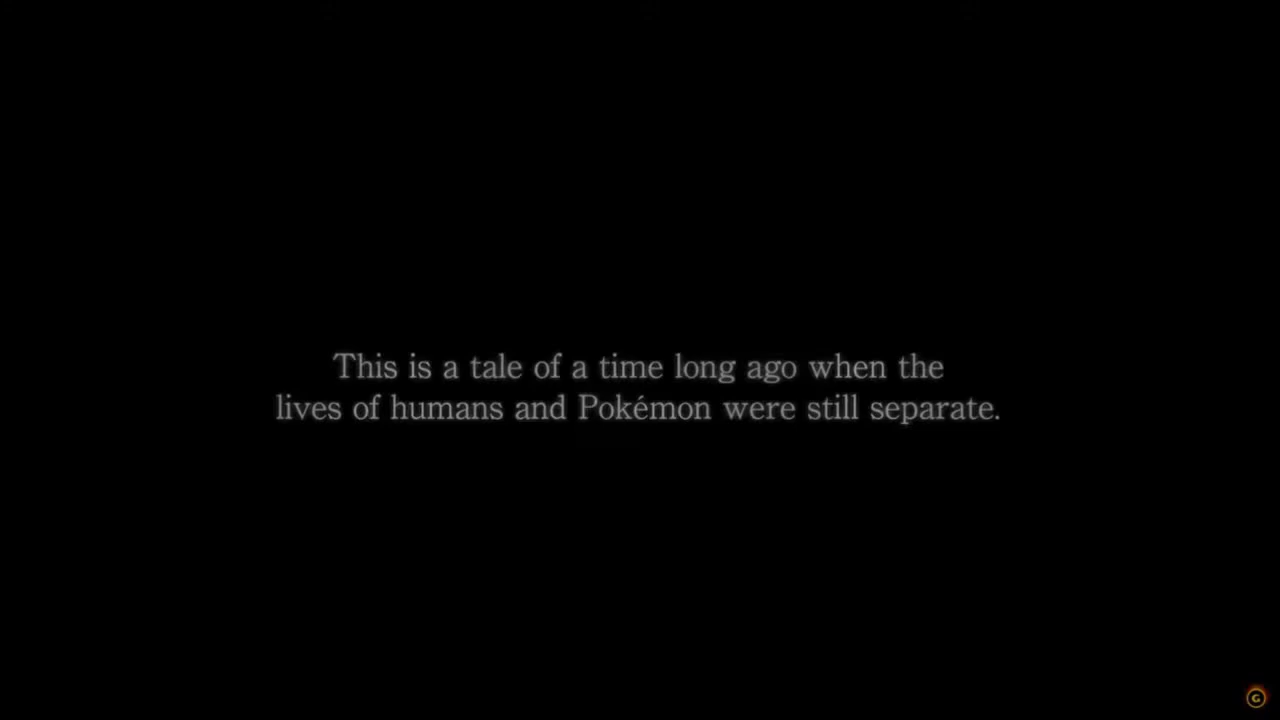 This is a tale of a time long ago when the
lives of humans and Pokémon were still separate.
G